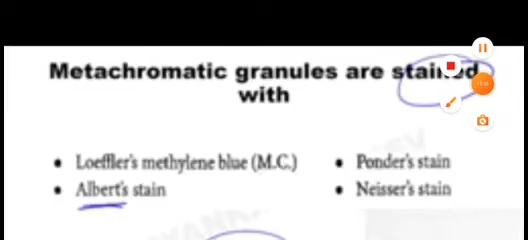 Metachromatic granules are stained
with
• Loeffler's methylene blue (M.C.)
• Albert's stain
• Ponder's stain
• Neisser's stain